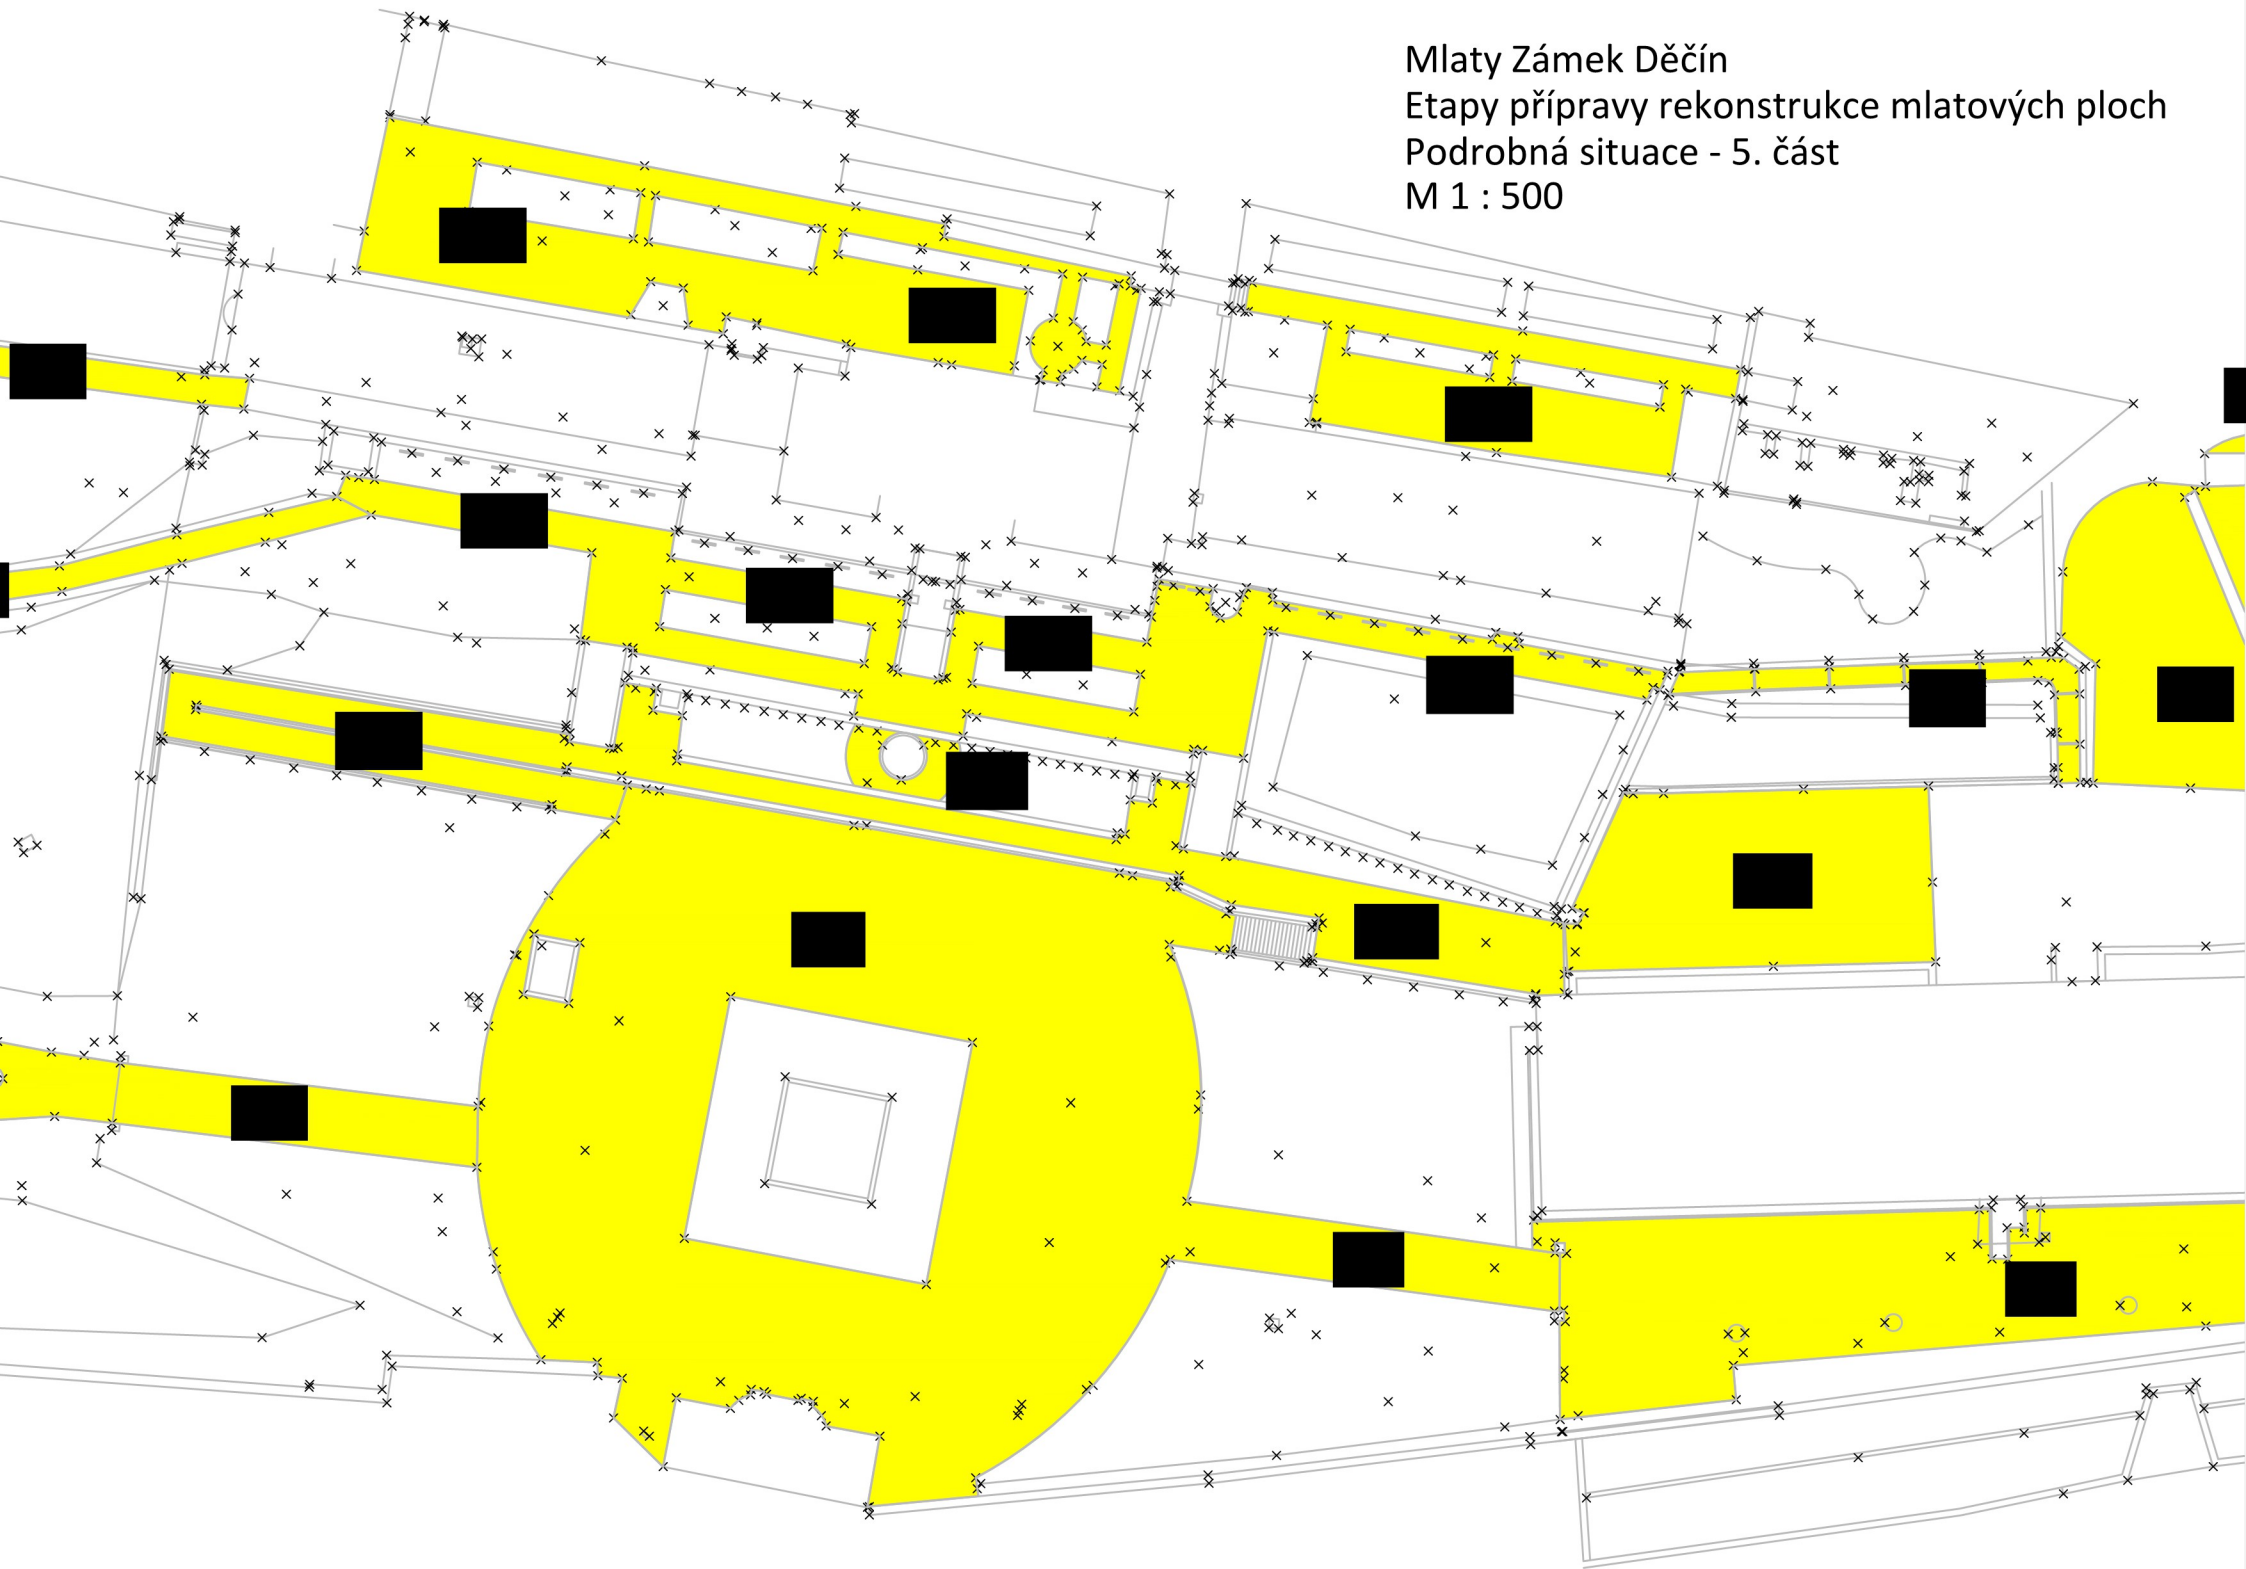 Mlaty Zámek Děčín
Etapy přípravy rekonstrukce mlatových ploch
Podrobná situace - 5. část
M 1 : 500